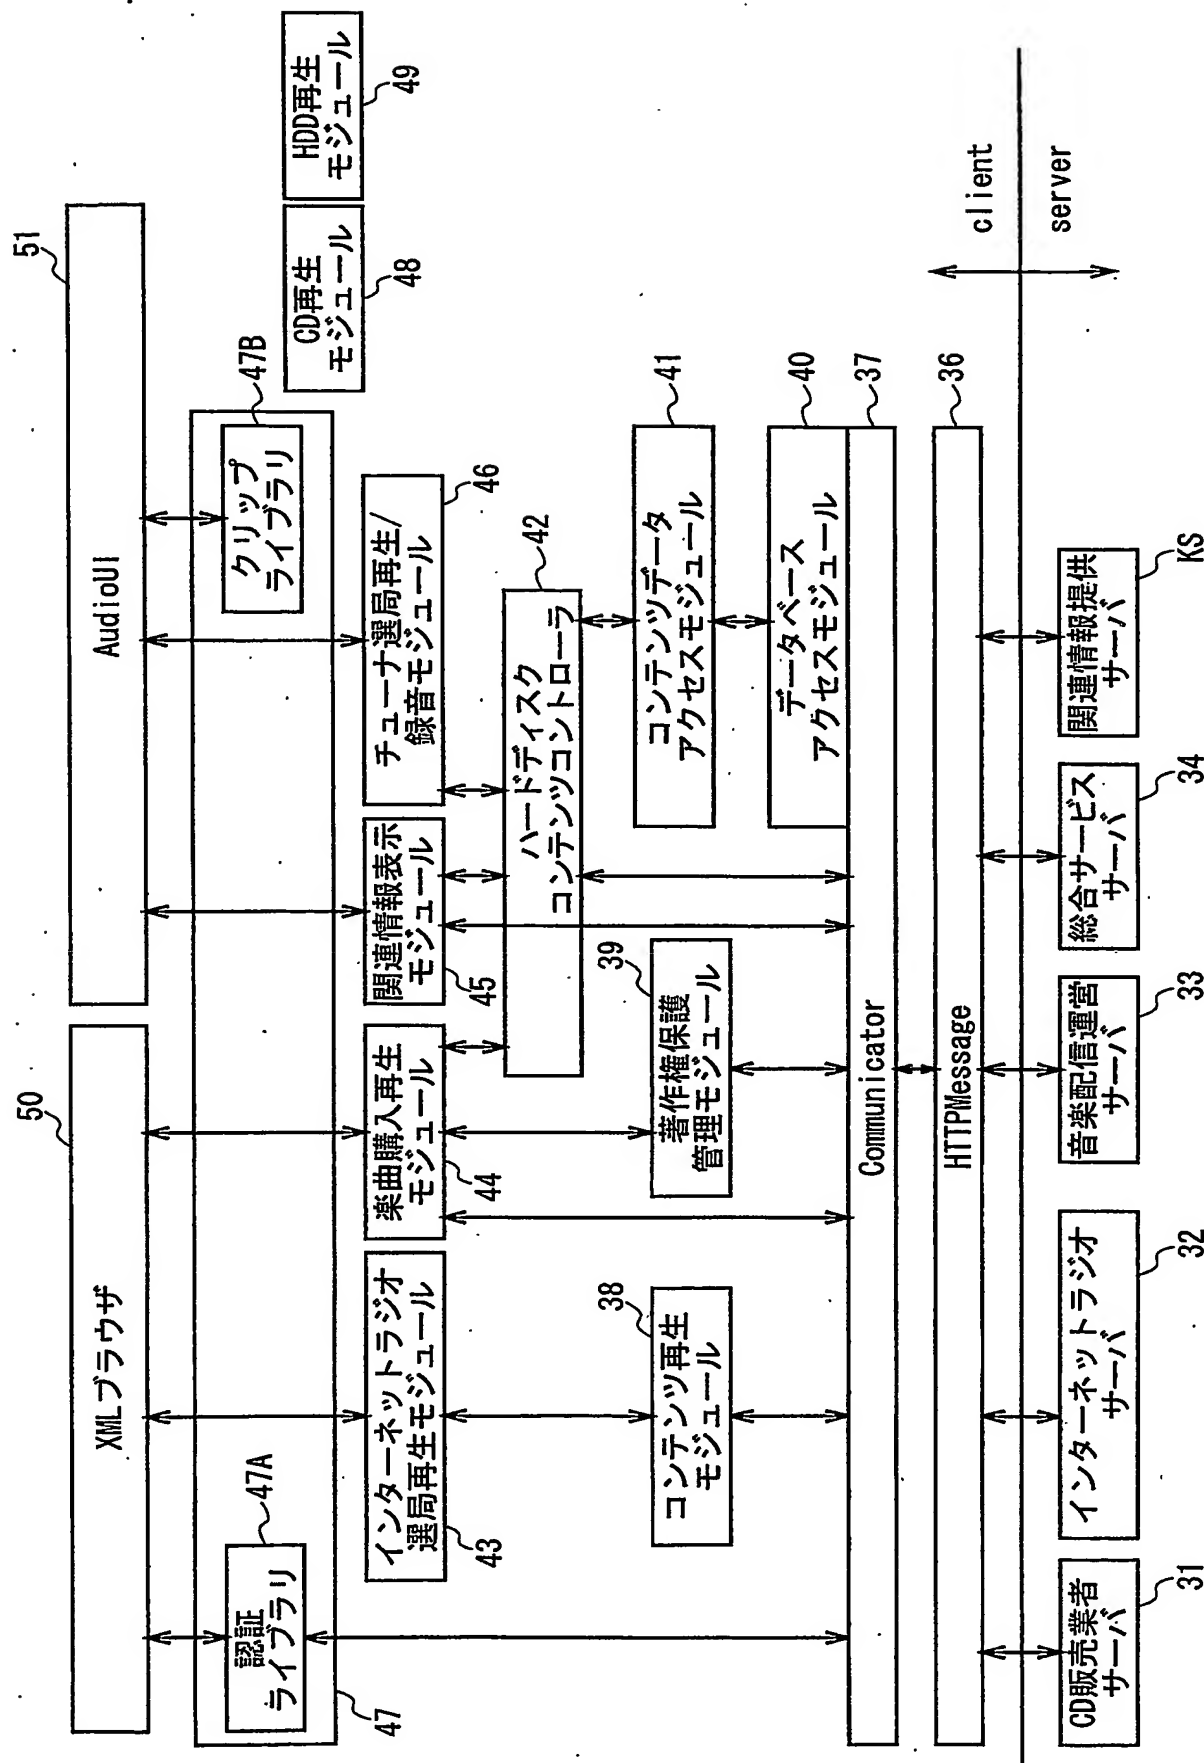 50
XMLブラウザ
51
AudioUI
47A
認証
ライブラリ
47
47B
クリップ
ライブラリ
CD再生
モジュール
48
HDD再生
モジュール
49
インターネットラジオ
選局再生モジュール
43
楽曲購入再生
モジュール
44
関連情報表示
モジュール
45
チューナ選局再生/
録音モジュール
46
ハードディスク
コンテンツコントローラ
42
コンテンツ再生
モジュール
38
著作権保護
管理モジュール
39
コンテンツデータ
アクセスモジュール
41
データベース
アクセスモジュール
40
Communicator
37
HTTPMessage
36
client
server
CD販売業者
サーバ
31
インターネットラジオ
サーバ
32
音楽配信運営
サーバ
33
総合サービス
サーバ
34
関連情報提供
サーバ
KS